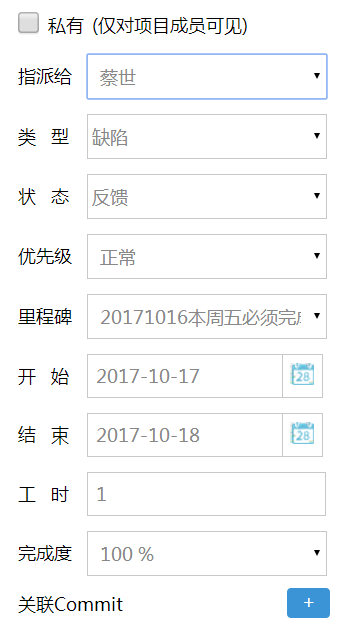 私有 (仅对项目成员可见)
指派给 蔡世
类 型 缺陷
状 态 反馈
优先级 正常
里程碑 20171016本周五必须完成
开 始 2017-10-17 28
结 束 2017-10-18 28
工 时 1
完成度 100 %
关联Commit +